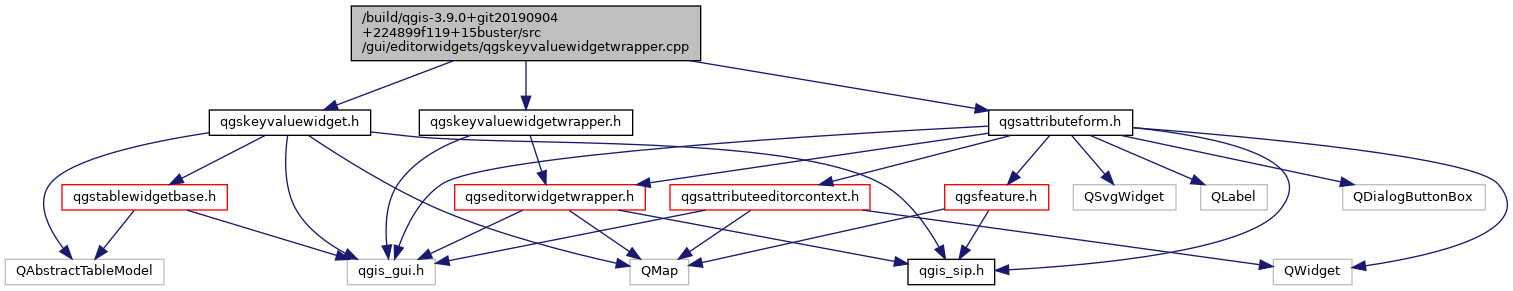 /build/qgis-3.9.0+git20190904
+224899f119+15buster/src
/gui/editorwidgets/qgskeyvaluewidgetwrapper.cpp
qgskeyvaluewidget.h
qgskeyvaluewidgetwrapper.h
qgsattributeform.h
qgstablewidgetbase.h
qgseditorwidgetwrapper.h
qgsattributeeditorcontext.h
qgsfeature.h
QSvgWidget
QLabel
QDialogButtonBox
QAbstractTableModel
qgis_gui.h
QMap
qgis_sip.h
QWidget